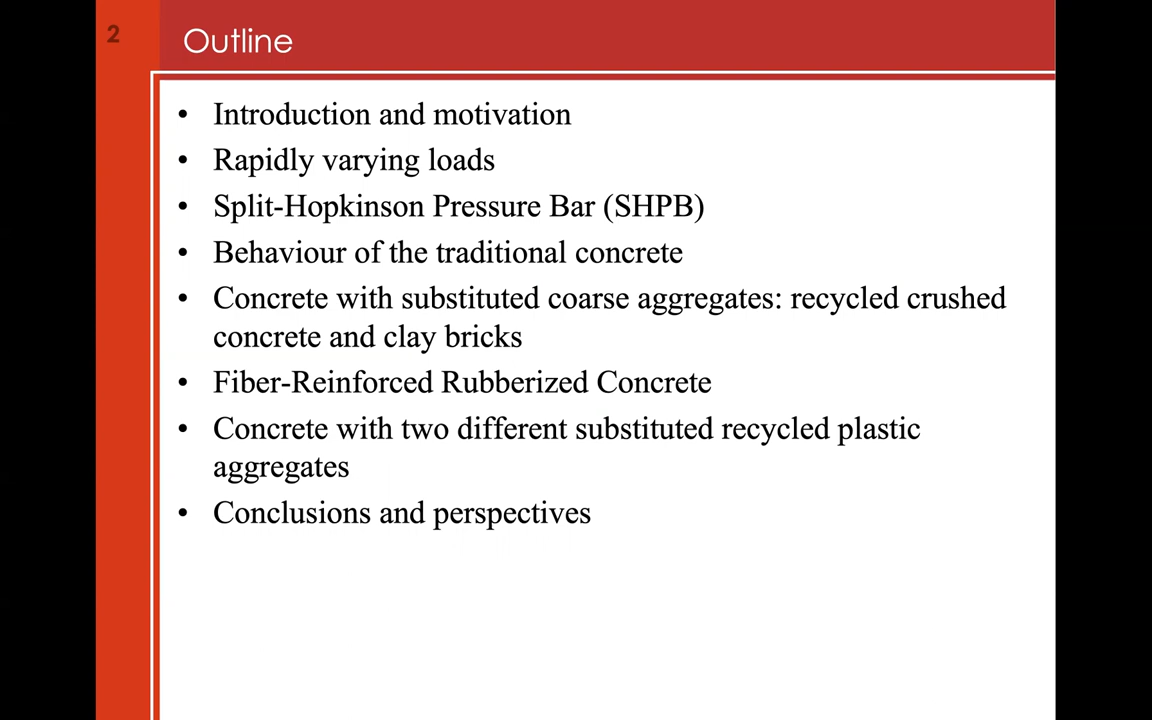 2
Outline
• Introduction and motivation
• Rapidly varying loads
• Split-Hopkinson Pressure Bar (SHPB)
• Behaviour of the traditional concrete
• Concrete with substituted coarse aggregates: recycled crushed
concrete and clay bricks
• Fiber-Reinforced Rubberized Concrete
• Concrete with two different substituted recycled plastic
aggregates
• Conclusions and perspectives